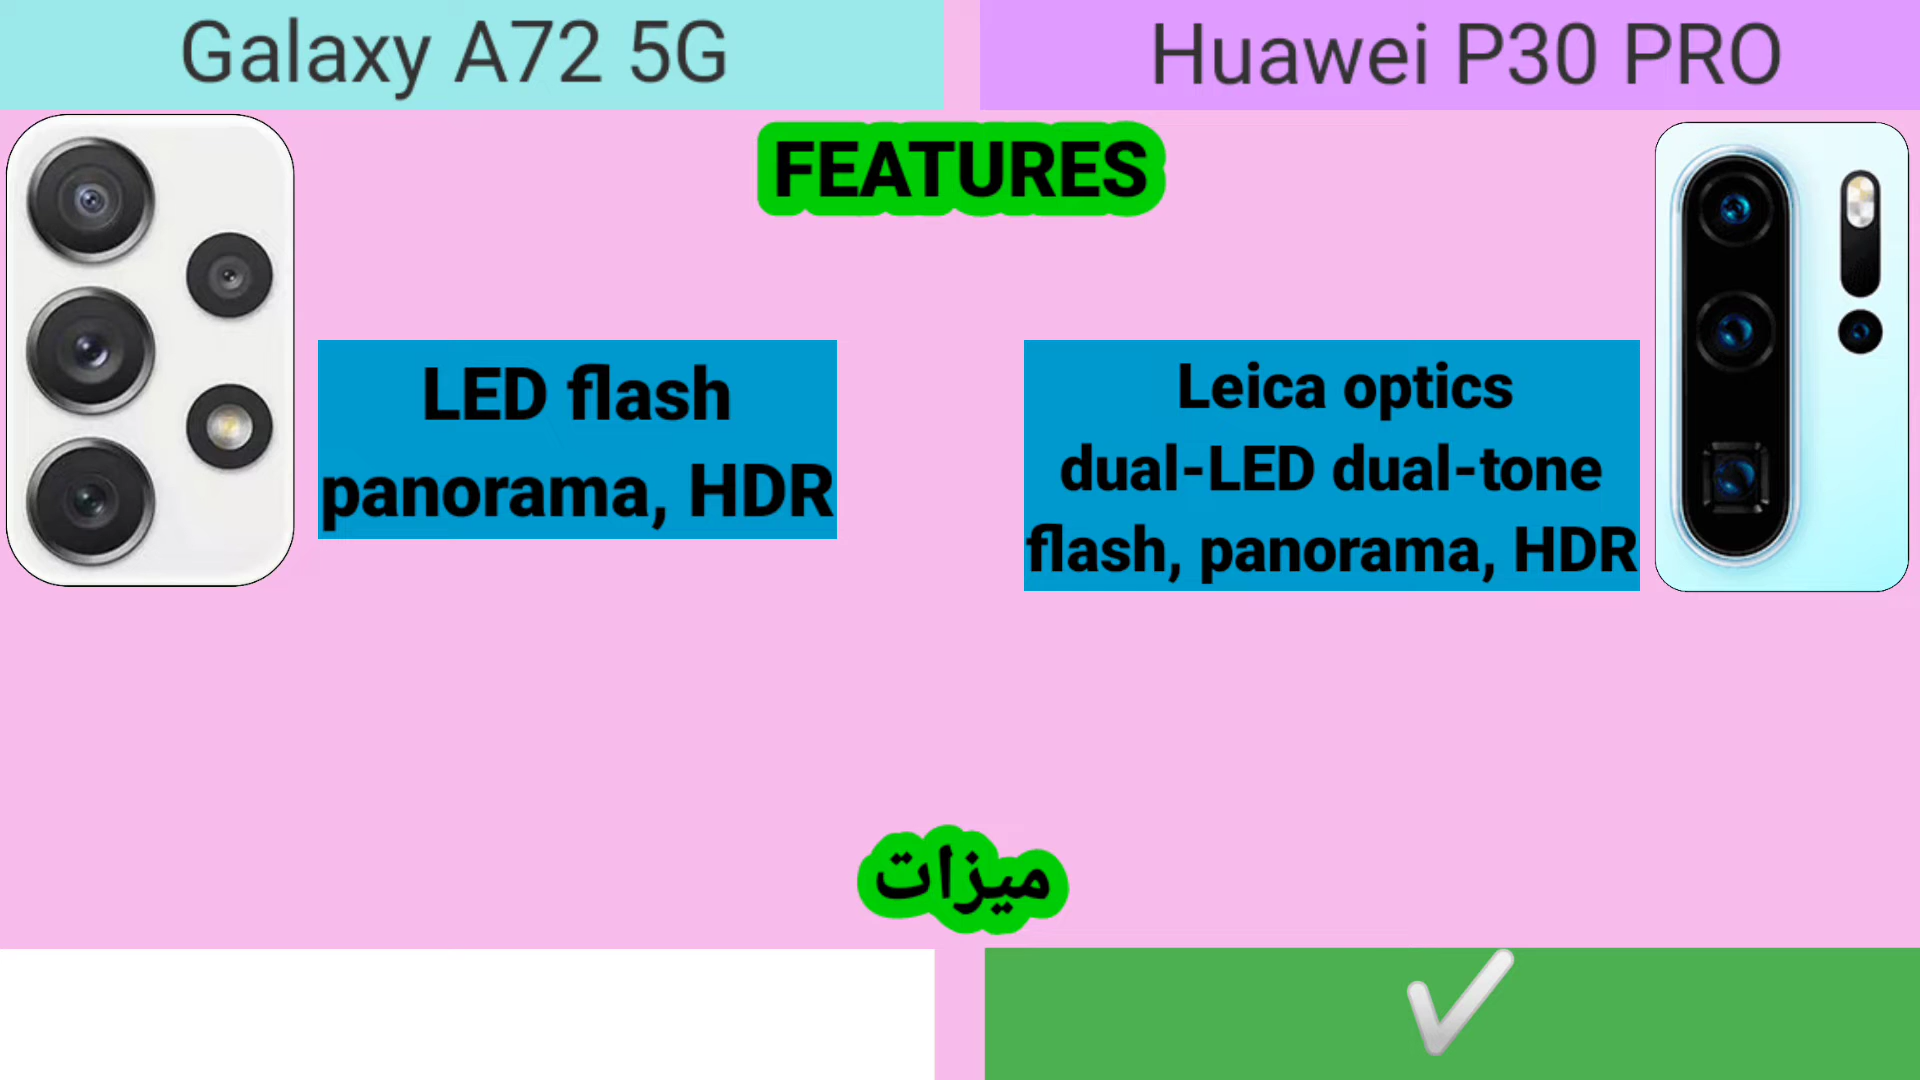 Galaxy A72 5G
Huawei P30 PRO
FEATURES
LED flash
panorama, HDR
Leica optics
dual-LED dual-tone
flash, panorama, HDR
ميزات